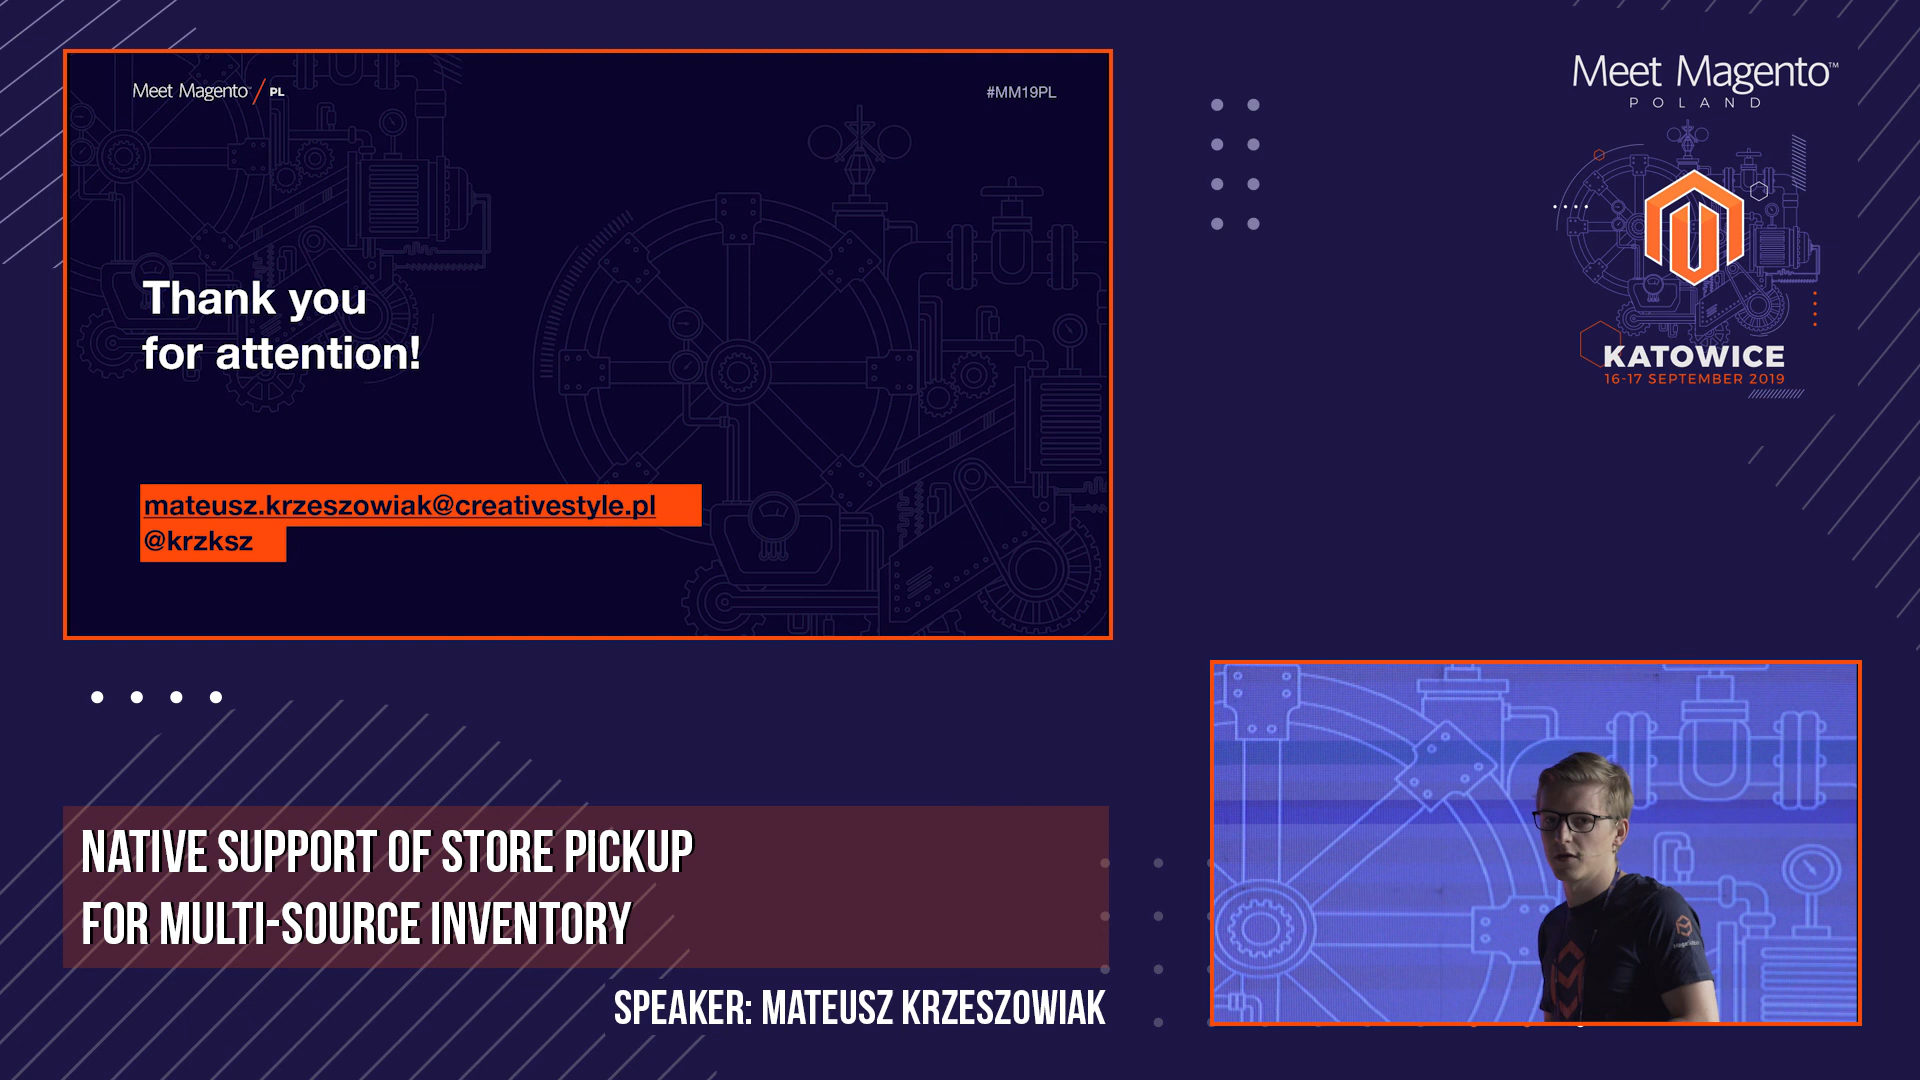 Meet Magento / PL
#MM19PL
Thank you
for attention!
mateusz.krzeszowiak@creativestyle.pl
@krzksz
Meet Magento™
POLAND
KATOWICE
16-17 SEPTEMBER 2019
NATIVE SUPPORT OF STORE PICKUP
FOR MULTI-SOURCE INVENTORY
SPEAKER: MATEUSZ KRZESZOWIAK